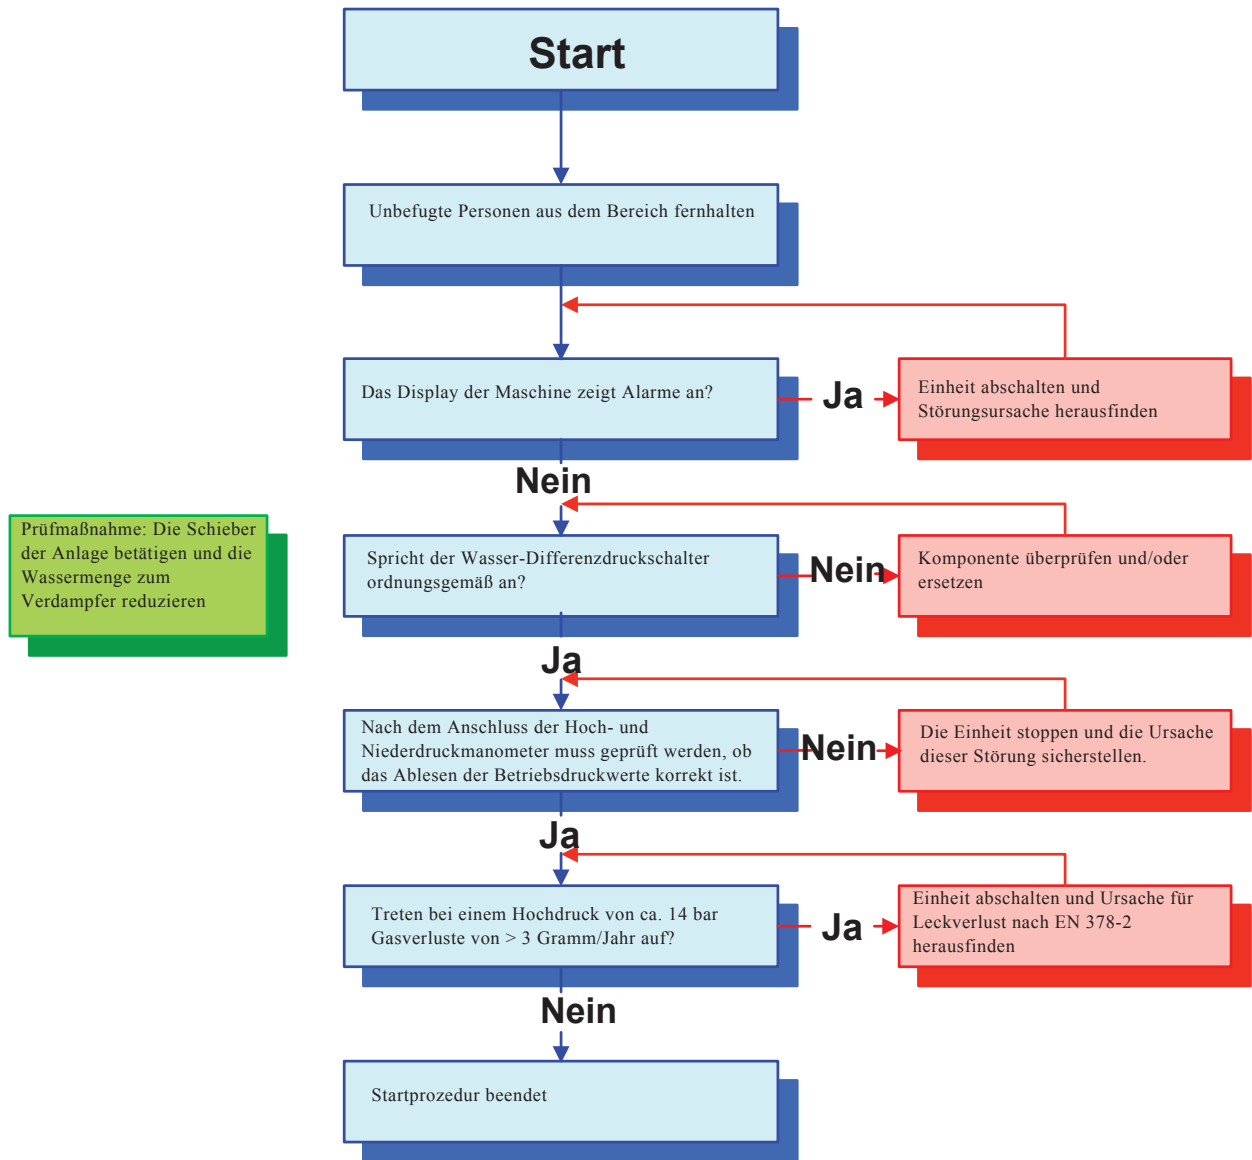 Start
Unbefugte Personen aus dem Bereich fernhalten
Das Display der Maschine zeigt Alarme an?
Ja
Einheit abschalten und
Störungsursache herausfinden
Nein
Prüfmaßnahme: Die Schieber
der Anlage betätigen und die
Wassermenge zum
Verdampfer reduzieren
Spricht der Wasser-Differenzdruckschalter
ordnungsgemäß an?
Nein
Komponente überprüfen und/oder
ersetzen
Ja
Nach dem Anschluss der Hoch- und
Niederdruckmanometer muss geprüft werden, ob
das Ablesen der Betriebsdruckwerte korrekt ist.
Nein
Die Einheit stoppen und die Ursache
dieser Störung sicherstellen.
Ja
Treten bei einem Hochdruck von ca. 14 bar
Gasverluste von > 3 Gramm/Jahr auf?
Ja
Einheit abschalten und Ursache für
Leckverlust nach EN 378-2
herausfinden
Nein
Startprozedur beendet